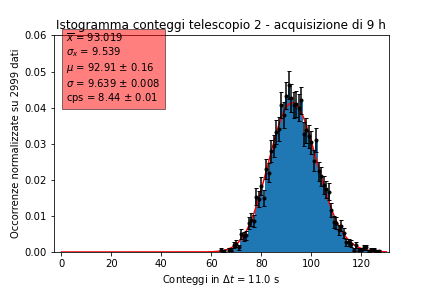 Istogramma conteggi telescopio 2 - acquisizione di 9 h
x̅ = 93.019
σₓ = 9.539
μ = 92.91 ± 0.16
σ = 9.639 ± 0.008
cps = 8.44 ± 0.01
Occorrenze normalizzate su 2999 dati
0.06
0.05
0.04
0.03
0.02
0.01
0.00
0 20 40 60 80 100 120
Conteggi in Δt = 11.0 s